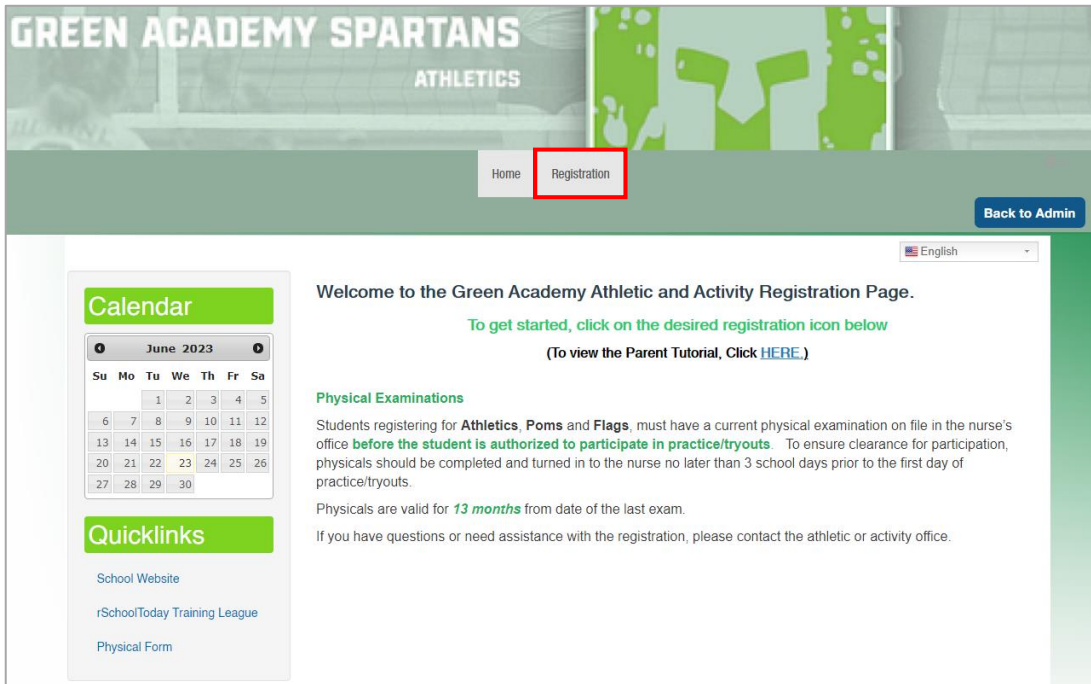 GREEN ACADEMY SPARTANS
ATHLETICS
Home Registration
Back to Admin
English
Calendar
June 2023
Su Mo Tu We Th Fr Sa
1 2 3 4 5
6 7 8 9 10 11 12
13 14 15 16 17 18 19
20 21 22 23 24 25 26
27 28 29 30
Quicklinks
School Website
rSchoolToday Training League
Physical Form
Welcome to the Green Academy Athletic and Activity Registration Page.
To get started, click on the desired registration icon below
(To view the Parent Tutorial, Click HERE.)
Physical Examinations
Students registering for Athletics, Poms and Flags, must have a current physical examination on file in the nurse's
office before the student is authorized to participate in practice/tryouts. To ensure clearance for participation,
physicals should be completed and turned in to the nurse no later than 3 school days prior to the first day of
practice/tryouts.
Physicals are valid for 13 months from date of the last exam.
If you have questions or need assistance with the registration, please contact the athletic or activity office.